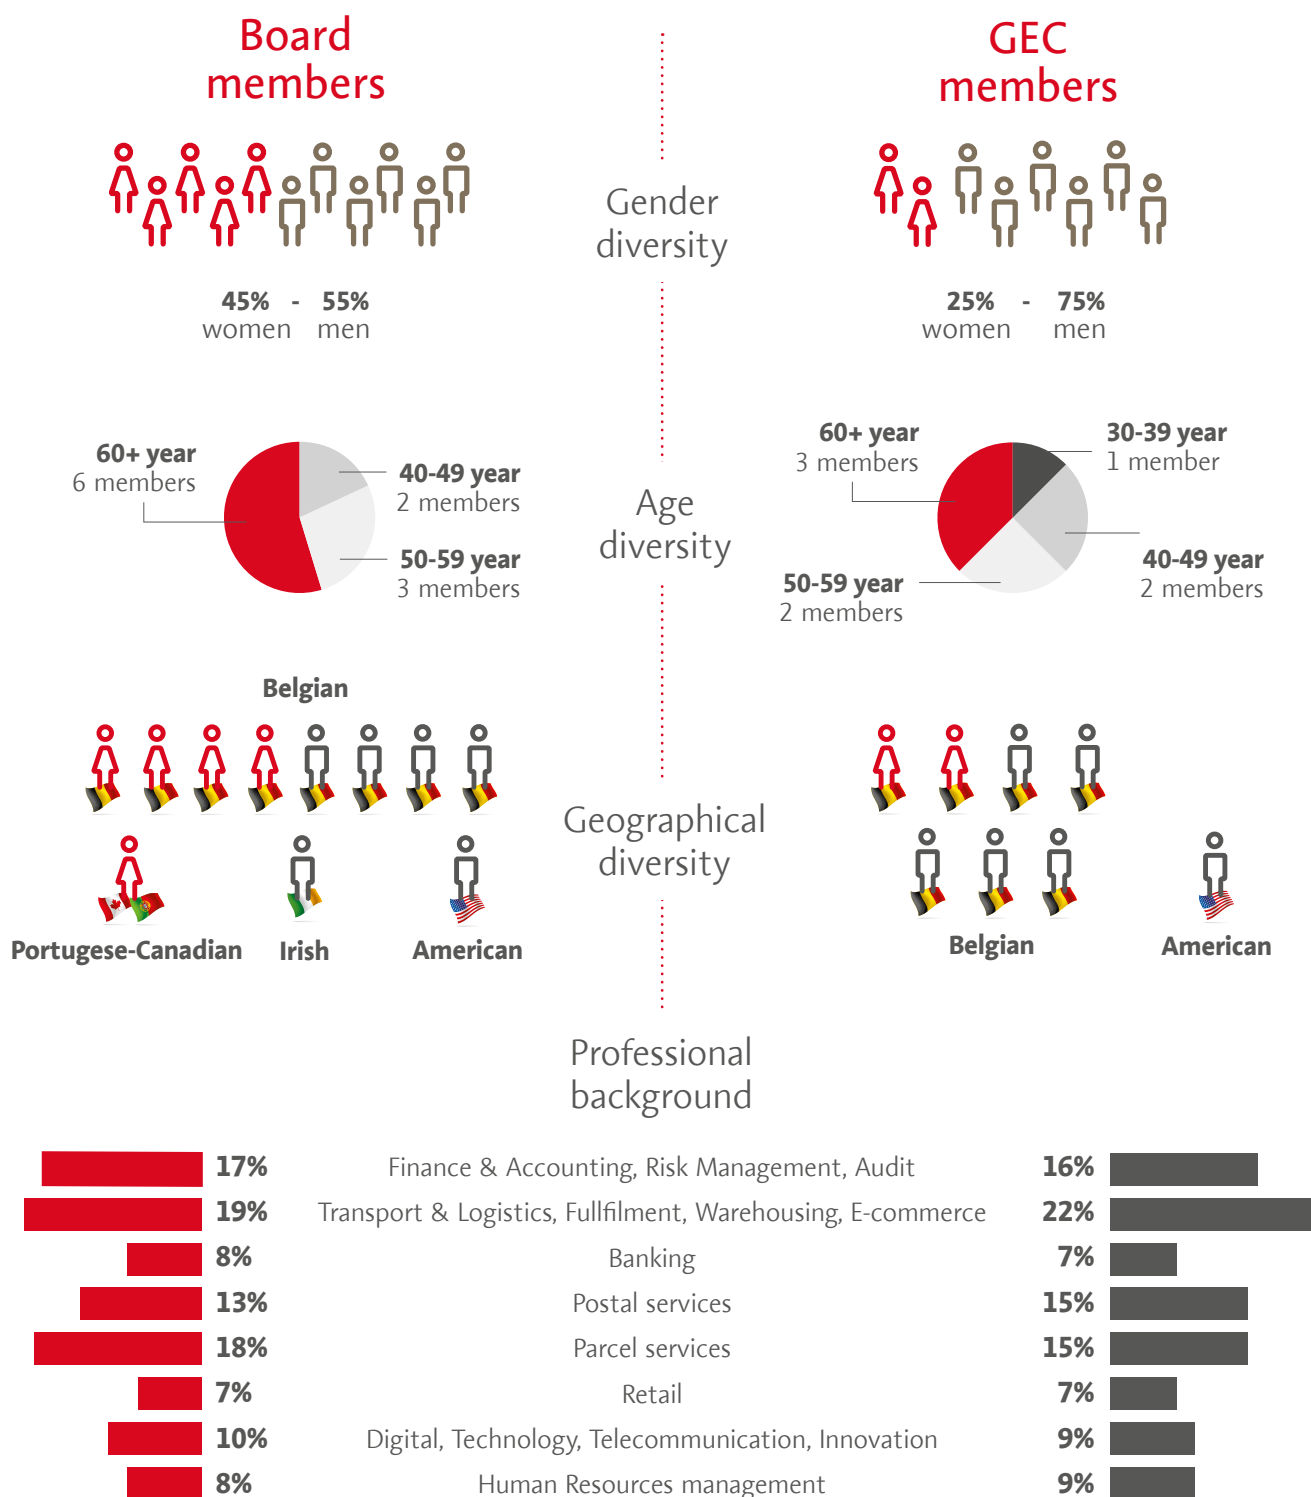 Board
members
GEC
members
Gender
diversity
45% - 55%
women men
25% - 75%
women men
Age
diversity
60+ year
6 members
40-49 year
2 members
50-59 year
3 members
60+ year
3 members
30-39 year
1 member
40-49 year
2 members
50-59 year
2 members
Geographical
diversity
Belgian
Portugese-Canadian
Irish
American
Belgian
American
Professional
background
17% Finance & Accounting, Risk Management, Audit 16%
19% Transport & Logistics, Fullfilment, Warehousing, E-commerce 22%
8% Banking 7%
13% Postal services 15%
18% Parcel services 15%
7% Retail 7%
10% Digital, Technology, Telecommunication, Innovation 9%
8% Human Resources management 9%